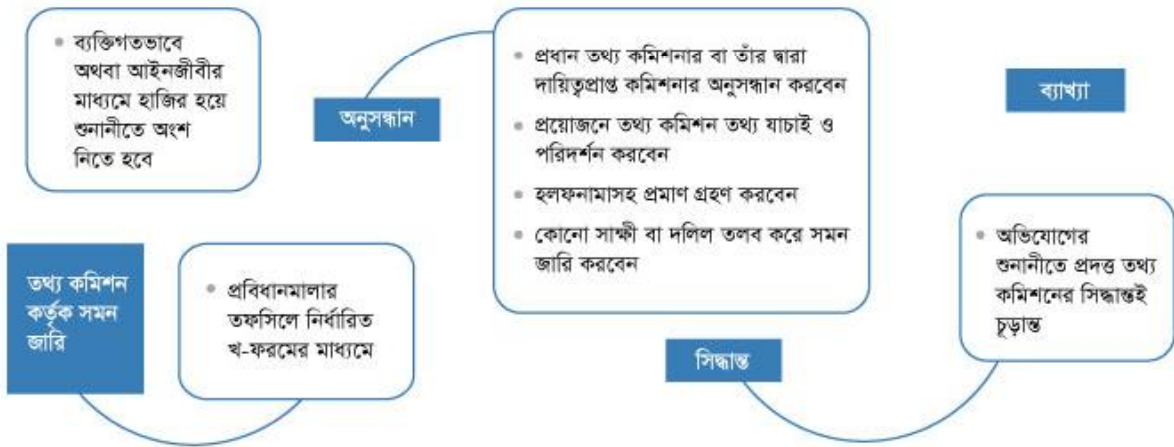 ব্যক্তিগতভাবে
অথবা আইনজীবীর
মাধ্যমে হাজির হয়ে
শুনানীতে অংশ
নিতে হবে
তথ্য কমিশন
কর্তৃক সমন
জারি
প্রবিধানমালার
তফসিলে নির্ধারিত
খ-ফরমের মাধ্যমে
অনুসন্ধান
প্রধান তথ্য কমিশনার বা তাঁর দ্বারা
দায়িত্বপ্রাপ্ত কমিশনার অনুসন্ধান করবেন
প্রয়োজনে তথ্য কমিশন তথ্য যাচাই ও
পরিদর্শন করবেন
হলফনামাসহ প্রমাণ গ্রহণ করবেন
কোনো সাক্ষী বা দলিল তলব করে সমন
জারি করবেন
সিদ্ধান্ত
ব্যাখ্যা
অভিযোগের
শুনানীতে প্রদত্ত তথ্য
কমিশনের সিদ্ধান্তই
চূড়ান্ত